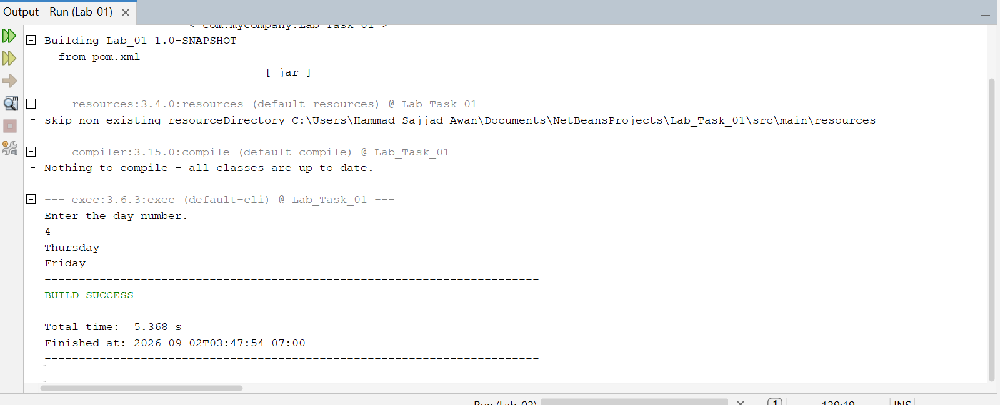 Output - Run (Lab_01) ×
< com.mycompany:Lab_Task_01 >
Building Lab_01 1.0-SNAPSHOT
from pom.xml
--------------------------------[ jar ]---------------------------------
--- resources:3.4.0:resources (default-resources) @ Lab_Task_01 ---
skip non existing resourceDirectory C:\Users\Hammad Sajjad Awan\Documents\NetBeansProjects\Lab_Task_01\src\main\resources
--- compiler:3.15.0:compile (default-compile) @ Lab_Task_01 ---
Nothing to compile - all classes are up to date.
--- exec:3.6.3:exec (default-cli) @ Lab_Task_01 ---
Enter the day number.
4
Thursday
Friday
------------------------------------------------------------------------
BUILD SUCCESS
------------------------------------------------------------------------
Total time:  5.368 s
Finished at: 2026-09-02T03:47:54-07:00
------------------------------------------------------------------------
Run (Lab_02) 1 129:19 INS